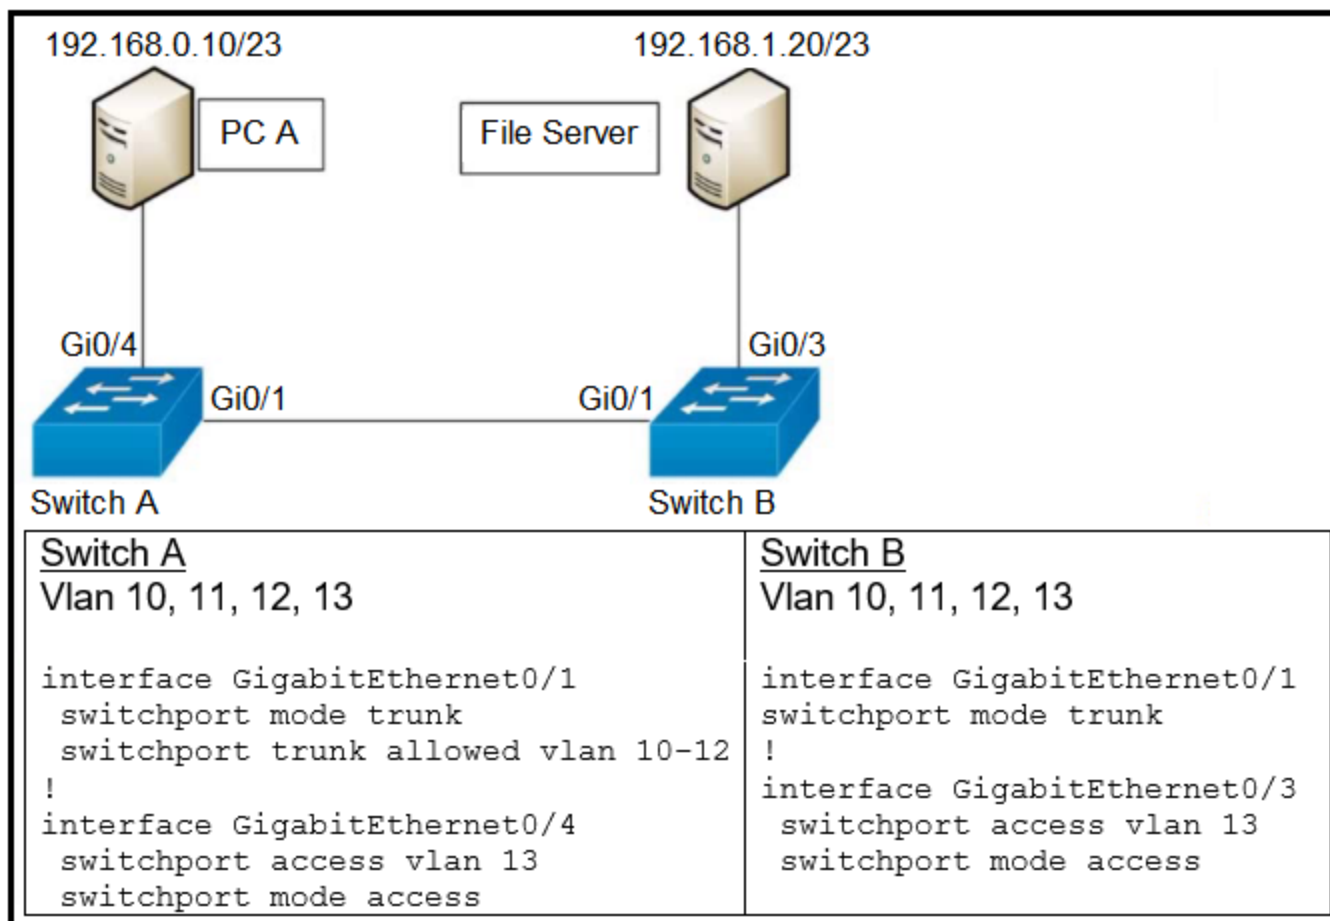 192.168.0.10/23
192.168.1.20/23
PC A
File Server
Gi0/4
Gi0/3
Gi0/1
Gi0/1
Switch A
Switch B
Switch A
Vlan 10, 11, 12, 13
interface GigabitEthernet0/1
switchport mode trunk
switchport trunk allowed vlan 10-12
!
interface GigabitEthernet0/4
switchport access vlan 13
switchport mode access
Switch B
Vlan 10, 11, 12, 13
interface GigabitEthernet0/1
switchport mode trunk
!
interface GigabitEthernet0/3
switchport access vlan 13
switchport mode access